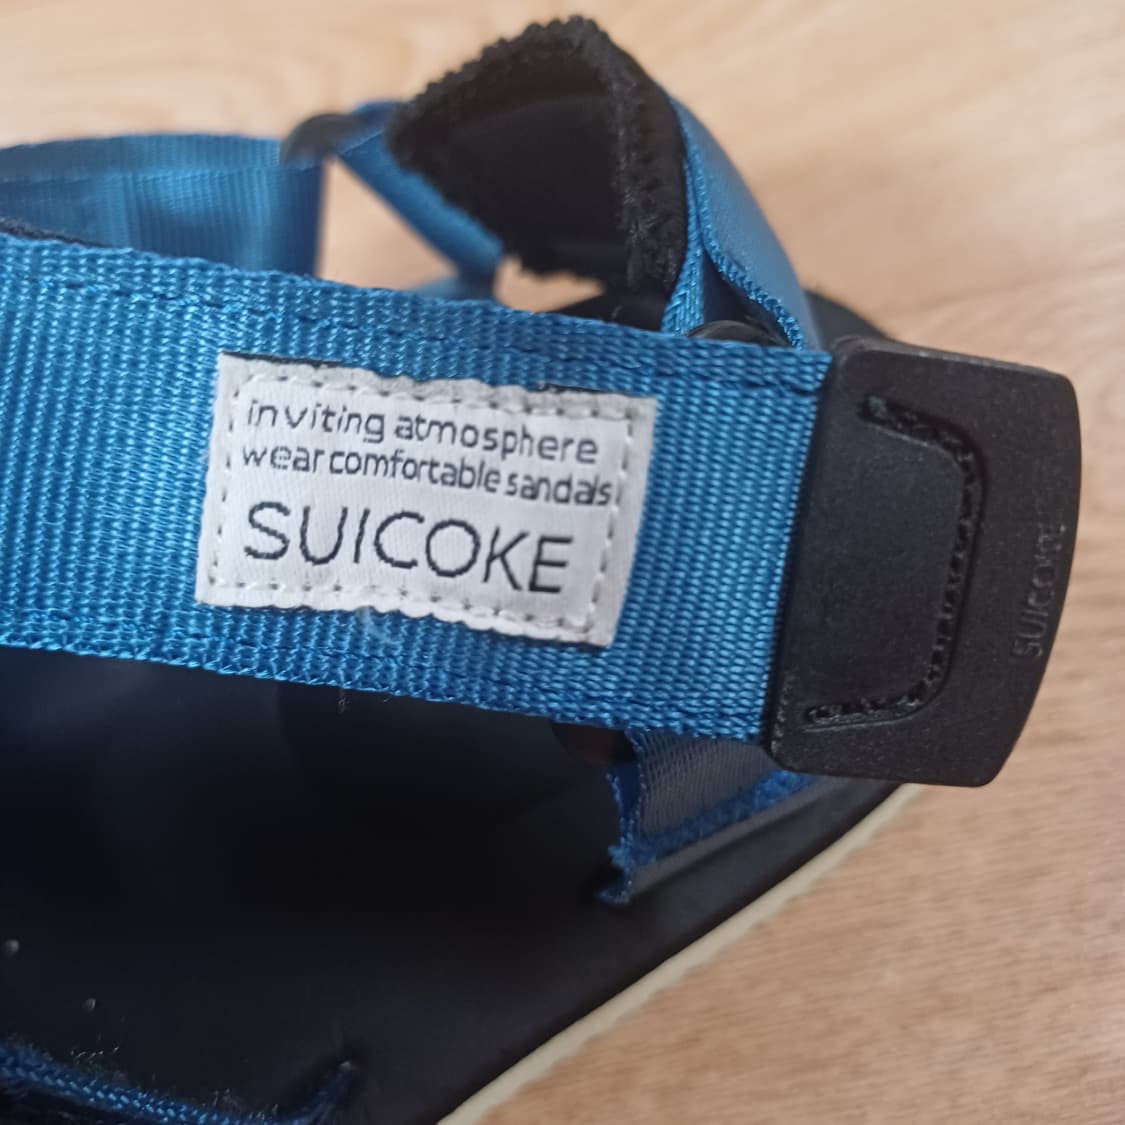 inviting atmosphere
wear comfortable sandals
SUICOKE
SUICOKE